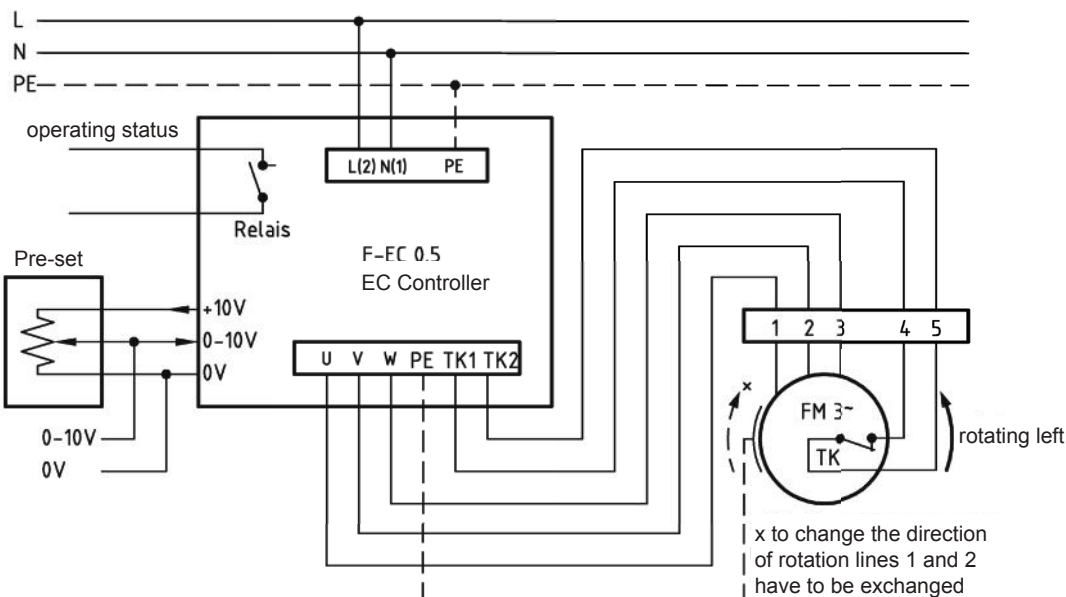 L
N
PE
operating status
L(2) N(1) PE
Relais
Pre-set
F-EC 0.5
EC Controller
+10V
0-10V
0V
U V W PE TK1 TK2
1 2 3 4 5
x
FM 3~
TK
rotating left
0-10V
0V
x to change the direction
of rotation lines 1 and 2
have to be exchanged